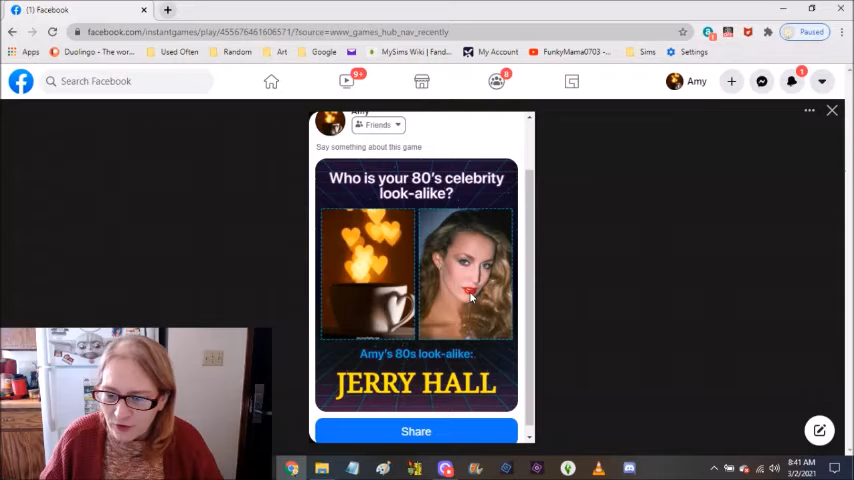 (1) Facebook
facebook.com/instantgames/play/455676461606571/?source=www_games_hub_nav_recently
Paused
Apps
Duolingo - The wor...
Used Often
Random
Art
Google
MySims Wiki | Fand...
My Account
FunkyMama0703 -...
Sims
Settings
Search Facebook
9+
8
Amy
1
Amy
Friends
Say something about this game
Who is your 80's celebrity
look-alike?
Amy's 80s look-alike:
JERRY HALL
Share
8:41 AM
3/2/2021